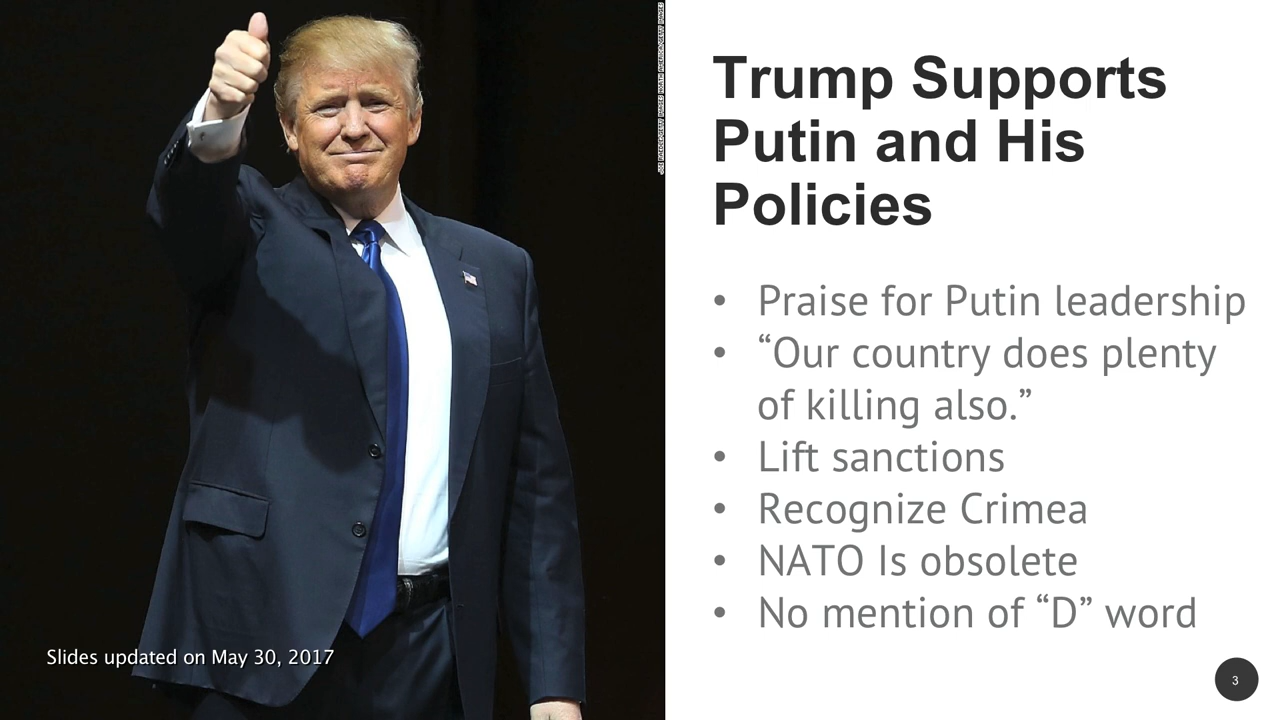 Trump Supports
Putin and His
Policies
• Praise for Putin leadership
• “Our country does plenty
of killing also.”
• Lift sanctions
• Recognize Crimea
• NATO Is obsolete
• No mention of “D” word
Slides updated on May 30, 2017
3